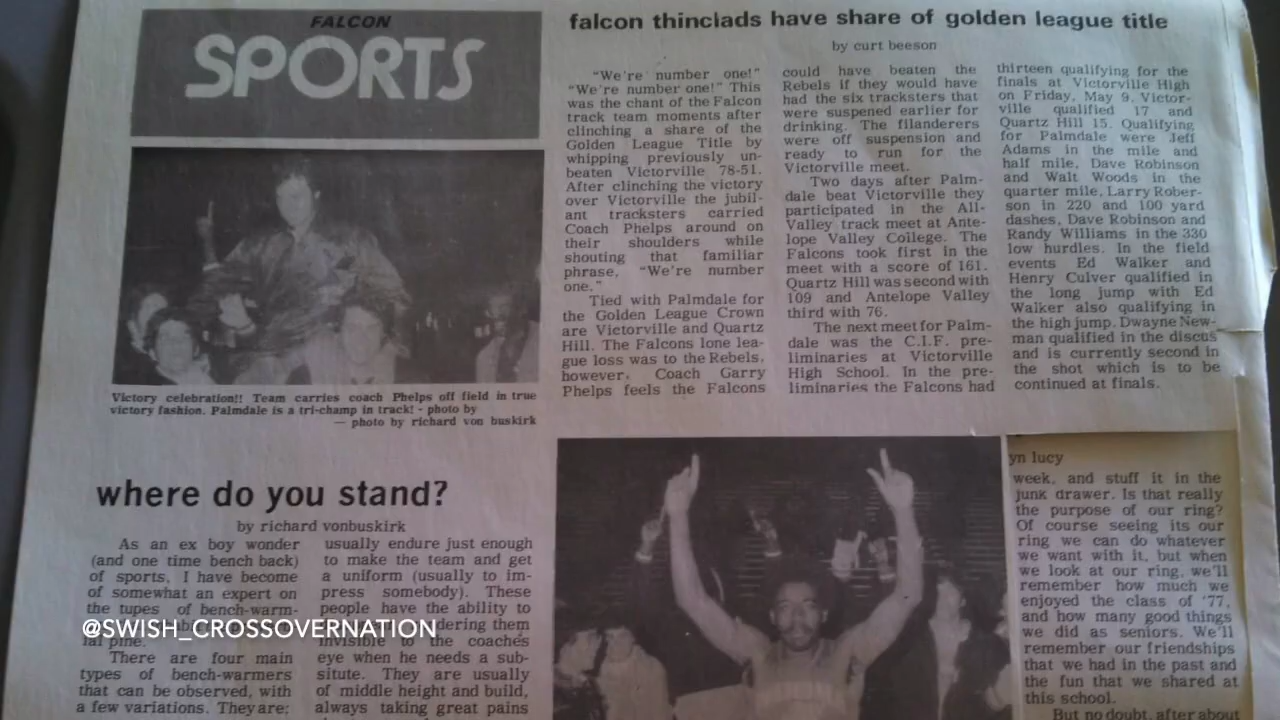 FALCON
SPORTS
falcon thinclads have share of golden league title
by curt beeson
"We're number one!"
"We're number one!" This
was the chant of the Falcon
track team moments after
clinching a share of the
Golden League Title by
whipping previously un-
beaten Victorville 78-51.
After clinching the victory
over Victorville the jubil-
ant tracksters carried
Coach Phelps around on
their shoulders while
shouting that familiar
phrase, "We're number
one."
Tied with Palmdale for
the Golden League Crown
are Victorville and Quartz
Hill. The Falcons lone lea-
gue loss was to the Rebels,
however. Coach Garry
Phelps feels the Falcons
could have beaten the
Rebels if they would have
had the six tracksters that
were suspended earlier for
drinking. The filanderers
were off suspension and
ready to run for the
Victorville meet.
Two days after Palm-
dale beat Victorville they
participated in the All-
Valley track meet at Ante-
lope Valley College. The
Falcons took first in the
meet with a score of 161.
Quartz Hill was second with
109 and Antelope Valley
third with 76.
The next meet for Palm-
dale was the C.I.F. pre-
liminaries at Victorville
High School. In the pre-
liminaries the Falcons had
thirteen qualifying for the
finals at Victorville High
on Friday, May 9. Victor-
ville qualified 17 and
Quartz Hill 15. Qualifying
for Palmdale were Jeff
Adams in the mile and
half mile, Dave Robinson
and Walt Woods in the
quarter mile, Larry Rober-
son in 220 and 100 yard
dashes, Dave Robinson and
Randy Williams in the 330
low hurdles. In the field
events Ed Walker and
Henry Culver qualified in
the long jump with Ed
Walker also qualifying in
the high jump. Dwayne New-
man qualified in the discus
and is currently second in
the shot which is to be
continued at finals.
Victory celebration!! Team carries coach Phelps off field in true
victory fashion. Palmdale is a tri-champ in track! - photo by
— photo by richard von buskirk
where do you stand?
by richard vonbuskirk
As an ex boy wonder
(and one time bench back)
of sports, I have become
of somewhat an expert on
the tupes of bench-warm-
ial pine.
There are four main
types of bench-warmers
that can be observed, with
a few variations. They are:
usually endure just enough
to make the team and get
a uniform (usually to im-
press somebody). These
people have the ability to
dering them
invisible to the coaches
eye when he needs a sub-
situte. They are usually
of middle height and build,
always taking great pains
@SWISH_CROSSOVERNATION
yn lucy
week, and stuff it in the
junk drawer. Is that really
the purpose of our ring?
Of course seeing its our
ring we can do whatever
we want with it, but when
we look at our ring, we'll
remember how much we
enjoyed the class of '77,
and how many good things
we did as seniors. We'll
remember our friendships
that we had in the past and
the fun that we shared at
this school.
But no doubt, after about